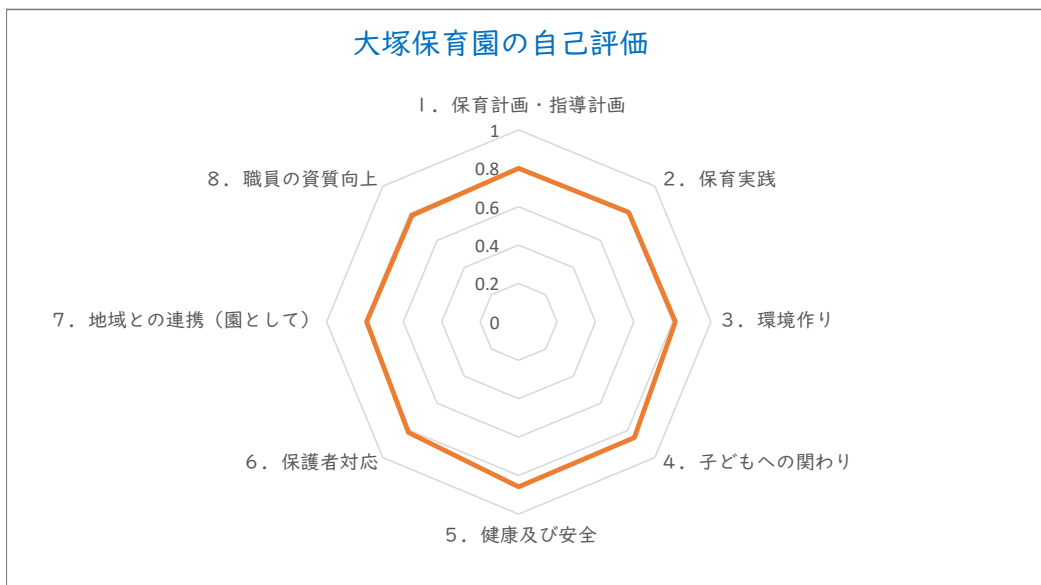 大塚保育園の自己評価
1．保育計画・指導計画
2．保育実践
3．環境作り
4．子どもへの関わり
5．健康及び安全
6．保護者対応
7．地域との連携（園として）
8．職員の資質向上
1
0.8
0.6
0.4
0.2
0